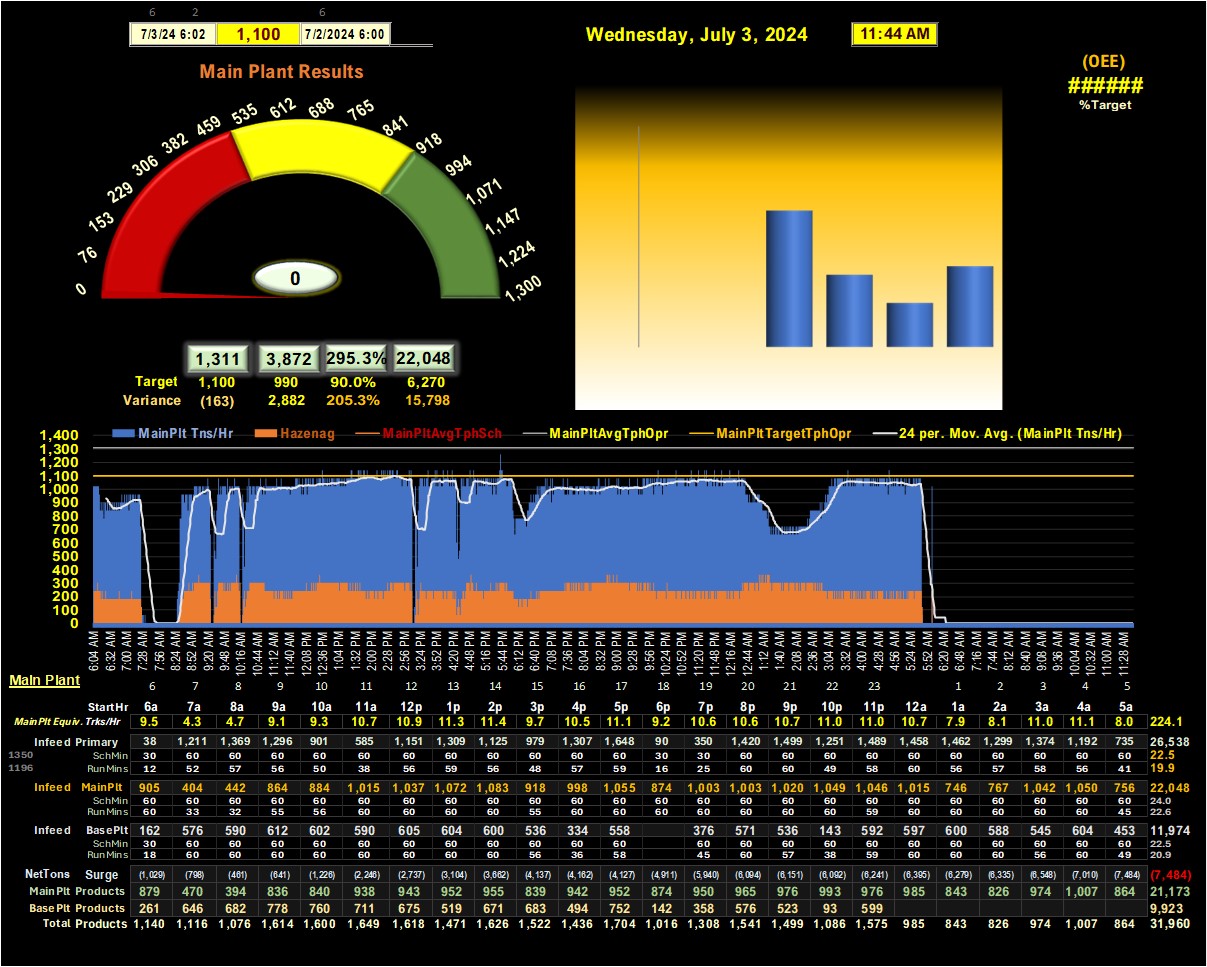 6 2 6
7/3/24 6:02 1,100 7/2/2024 6:00
Wednesday, July 3, 2024 11:44 AM
(OEE)
######
%Target
Main Plant Results
0 76 153 229 306 382 459 535 612 688 765 841 918 994 1,071 1,147 1,224 1,300
0
1,311 3,872 295.3% 22,048
Target 1,100 990 90.0% 6,270
Variance (163) 2,882 205.3% 15,798
MainPlt Tns/Hr Hazenag MainPltAvgTphSch MainPltAvgTphOpr MainPltTargetTphOpr 24 per. Mov. Avg. (MainPlt Tns/Hr)
1,400
1,300
1,200
1,100
1,000
900
800
700
600
500
400
300
200
100
0
6:04 AM 6:32 AM 7:00 AM 7:28 AM 7:56 AM 8:24 AM 9:20 AM 9:48 AM 10:16 AM 10:44 AM 11:12 AM 11:40 AM 12:08 PM 12:36 PM 1:04 PM 1:32 PM 2:00 PM 2:28 PM 2:56 PM 3:24 PM 3:52 PM 4:20 PM 4:48 PM 5:16 PM 5:44 PM 6:12 PM 6:40 PM 7:08 PM 7:36 PM 8:04 PM 8:32 PM 9:00 PM 9:28 PM 9:56 PM 10:24 PM 10:52 PM 11:20 PM 11:48 PM 12:16 AM 12:44 AM 1:12 AM 1:40 AM 2:08 AM 2:36 AM 3:04 AM 3:32 AM 4:00 AM 4:28 AM 4:56 AM 5:24 AM 5:52 AM 6:20 AM 6:48 AM 7:16 AM 7:44 AM 8:12 AM 8:40 AM 9:08 AM 9:36 AM 10:04 AM 10:32 AM 11:00 AM 11:28 AM
Main Plant
6 7 8 9 10 11 12 13 14 15 16 17 18 19 20 21 22 23 1 2 3 4 5
StartHr 6a 7a 8a 9a 10a 11a 12p 1p 2p 3p 4p 5p 6p 7p 8p 9p 10p 11p 12a 1a 2a 3a 4a 5a
MainPlt Equiv. Trks/Hr 9.5 4.3 4.7 9.1 9.3 10.7 10.9 11.3 11.4 9.7 10.5 11.1 9.2 10.6 10.6 10.7 11.0 11.0 10.7 7.9 8.1 11.0 11.1 8.0 224.1
Infeed Primary 38 1,211 1,369 1,296 901 585 1,151 1,309 1,125 979 1,307 1,648 90 350 1,420 1,499 1,251 1,489 1,458 1,462 1,299 1,374 1,192 735 26,538
1350 SchMin 30 60 60 60 60 60 60 60 60 60 60 60 30 30 60 60 60 60 60 60 60 60 60 60 22.5
1196 RunMins 12 52 57 56 50 38 56 59 56 48 57 59 16 25 60 60 49 58 60 56 57 58 56 41 19.9
Infeed MainPlt 905 404 442 864 884 1,015 1,037 1,072 1,083 918 998 1,055 874 1,003 1,003 1,020 1,049 1,046 1,015 746 767 1,042 1,050 756 22,048
SchMin 60 60 60 60 60 60 60 60 60 60 60 60 60 60 60 60 60 60 60 60 60 60 60 60 24.0
RunMins 60 33 32 55 56 60 60 60 60 55 60 60 60 60 60 60 60 59 60 60 60 60 60 45 22.6
Infeed BasePlt 162 576 590 612 602 590 605 604 600 536 334 558 376 571 536 143 592 597 600 588 545 604 453 11,974
SchMin 30 60 60 60 60 60 60 60 60 60 60 60 60 60 60 60 60 60 60 60 60 60 60 22.5
RunMins 18 60 60 60 60 60 60 60 60 56 36 58 45 60 57 38 59 60 60 60 56 60 49 20.9
NetTons Surge (1,029) (798) (461) (641) (1,226) (2,246) (2,737) (3,104) (3,662) (4,137) (4,162) (4,127) (4,911) (5,940) (6,094) (6,151) (6,092) (6,241) (6,395) (6,279) (6,335) (6,548) (7,010) (7,484) (7,484)
MainPlt Products 879 470 394 836 840 938 943 952 955 839 942 952 874 950 965 976 993 976 985 843 826 974 1,007 864 21,173
BasePlt Products 261 646 682 778 760 711 675 519 671 683 494 752 142 358 576 523 93 599 9,923
Total Products 1,140 1,116 1,076 1,614 1,600 1,649 1,618 1,471 1,626 1,522 1,436 1,704 1,016 1,308 1,541 1,499 1,086 1,575 985 843 826 974 1,007 864 31,960